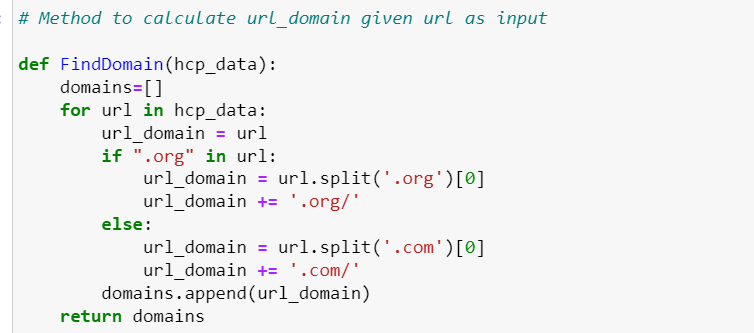 # Method to calculate url_domain given url as input
def FindDomain(hcp_data):
    domains=[]
    for url in hcp_data:
        url_domain = url
        if ".org" in url:
            url_domain = url.split('.org')[0]
            url_domain += '.org/'
        else:
            url_domain = url.split('.com')[0]
            url_domain += '.com/'
        domains.append(url_domain)
    return domains